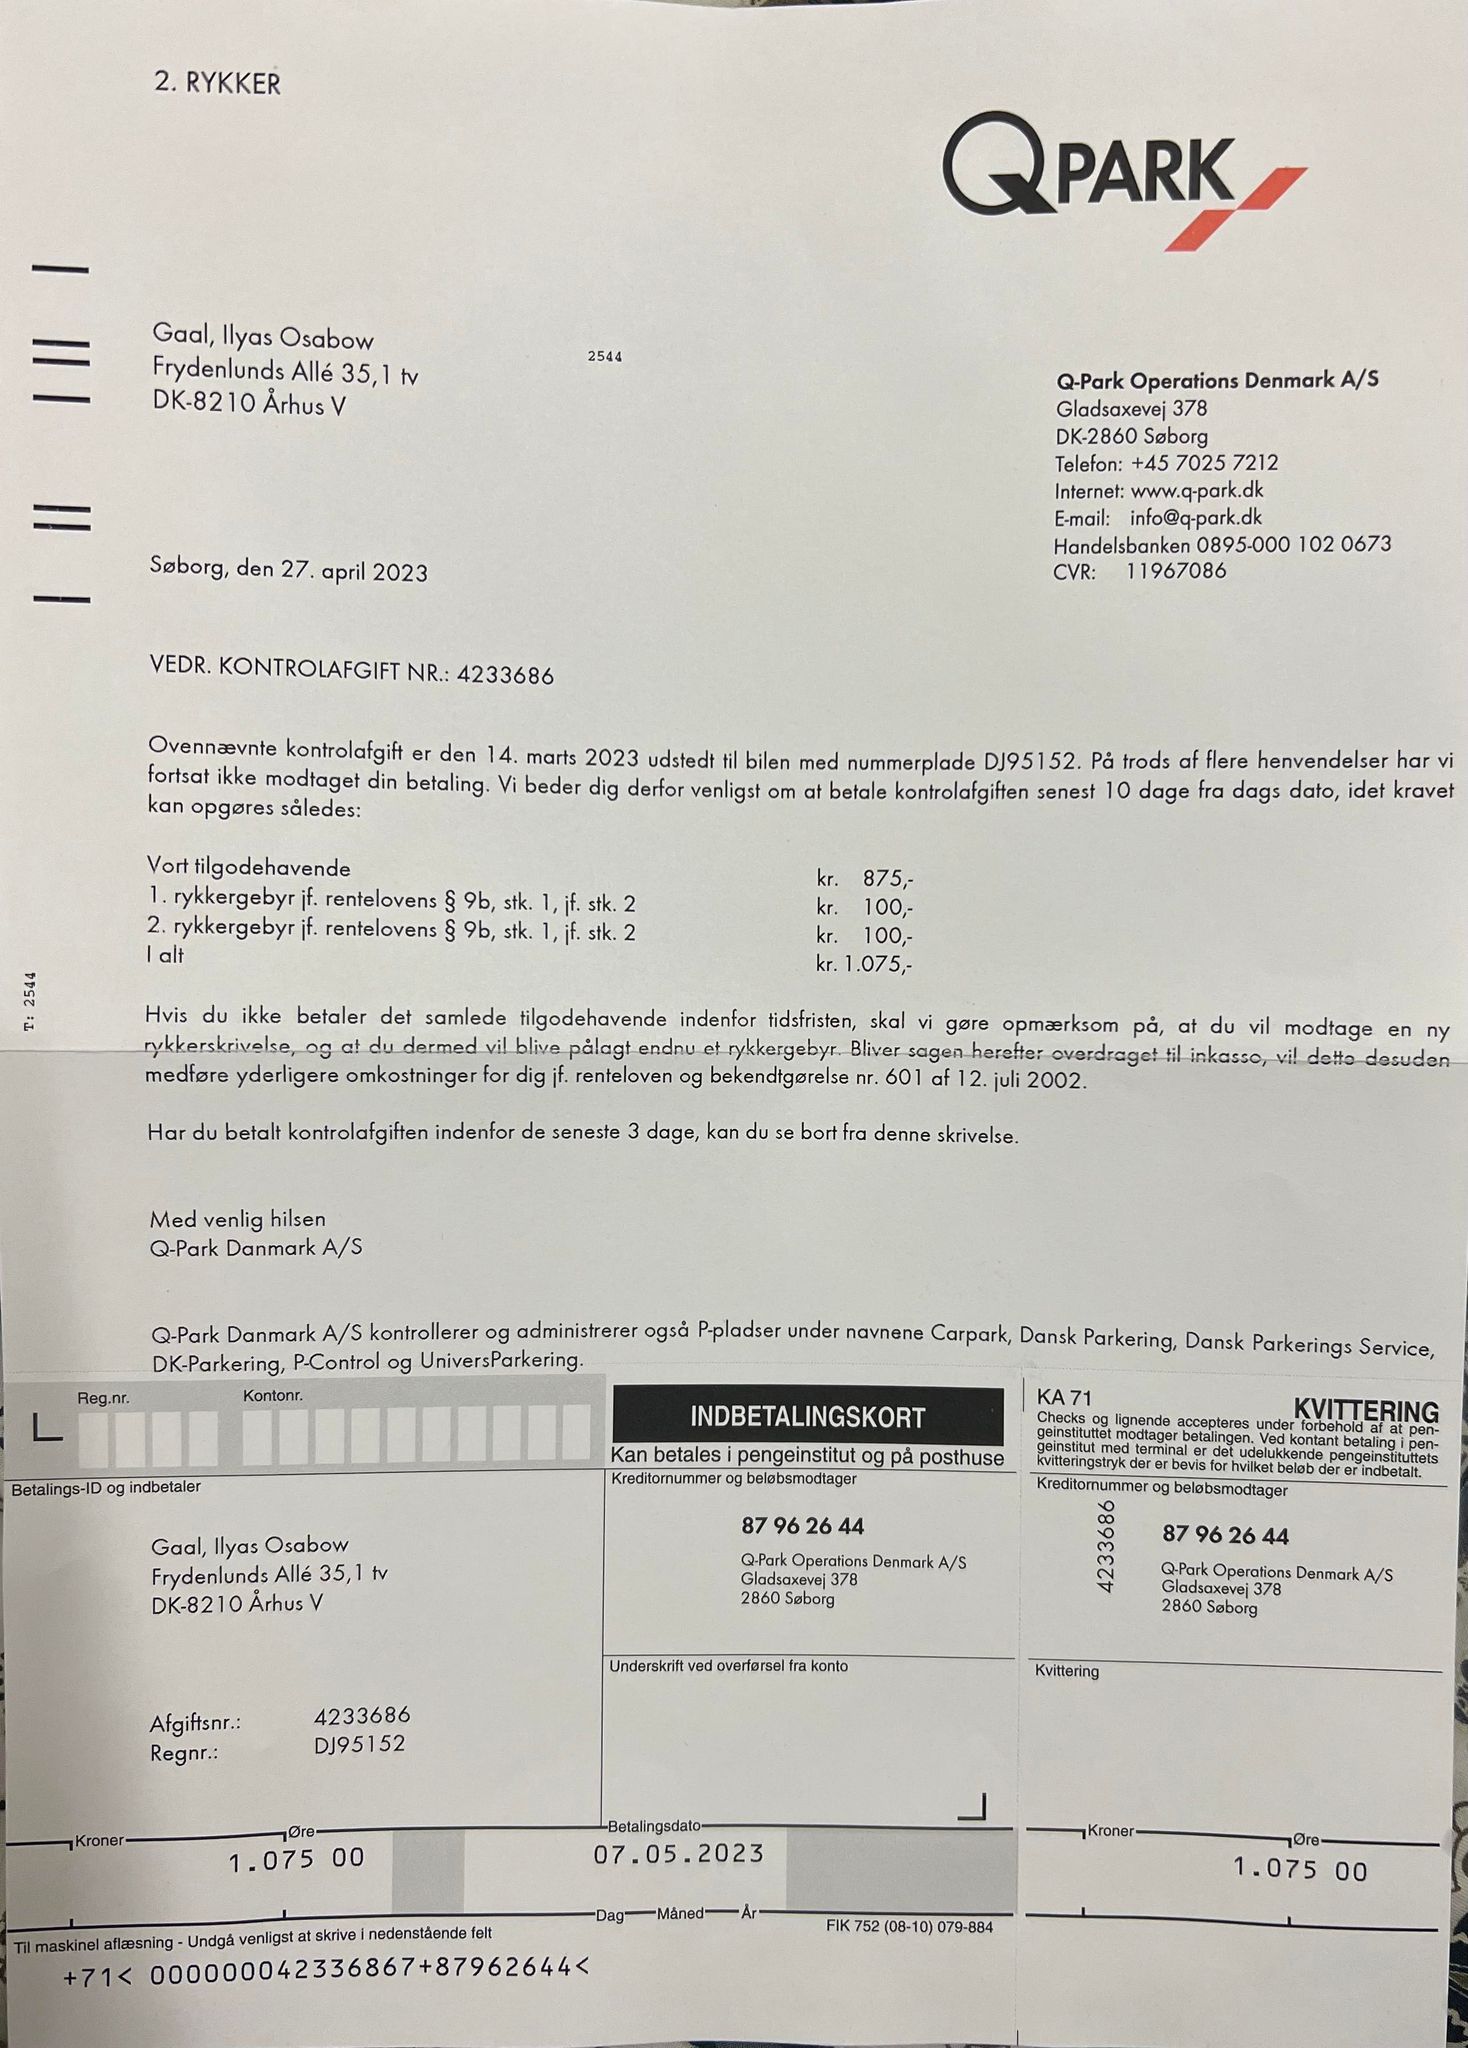 2. RYKKER
QPARK
Gaal, Ilyas Osabow
Frydenlunds Allé 35,1 tv
DK-8210 Århus V
2544
Q-Park Operations Denmark A/S
Gladsaxevej 378
DK-2860 Søborg
Telefon: +45 7025 7212
Internet: www.q-park.dk
E-mail: info@q-park.dk
Handelsbanken 0895-000 102 0673
CVR: 11967086
Søborg, den 27. april 2023
VEDR. KONTROLAFGIFT NR.: 4233686
Ovennævnte kontrolafgift er den 14. marts 2023 udstedt til bilen med nummerplade DJ95152. På trods af flere henvendelser har vi
fortsat ikke modtaget din betaling. Vi beder dig derfor venligst om at betale kontrolafgiften senest 10 dage fra dags dato, idet kravet
kan opgøres således:
Vort tilgodehavende kr. 875,-
1. rykkergebyr jf. rentelovens § 9b, stk. 1, jf. stk. 2 kr. 100,-
2. rykkergebyr jf. rentelovens § 9b, stk. 1, jf. stk. 2 kr. 100,-
I alt kr. 1.075,-
T: 2544
Hvis du ikke betaler det samlede tilgodehavende indenfor tidsfristen, skal vi gøre opmærksom på, at du vil modtage en ny
rykkerskrivelse, og at du dermed vil blive pålagt endnu et rykkergebyr. Bliver sagen herefter overdraget til inkasso, vil dette desuden
medføre yderligere omkostninger for dig jf. renteloven og bekendtgørelse nr. 601 af 12. juli 2002.
Har du betalt kontrolafgiften indenfor de seneste 3 dage, kan du se bort fra denne skrivelse.
Med venlig hilsen
Q-Park Danmark A/S
Q-Park Danmark A/S kontrollerer og administrerer også P-pladser under navnene Carpark, Dansk Parkering, Dansk Parkerings Service,
DK-Parkering, P-Control og UniversParkering.
Reg.nr. Kontonr.
Betalings-ID og indbetaler
Gaal, Ilyas Osabow
Frydenlunds Allé 35,1 tv
DK-8210 Århus V
Afgiftsnr.: 4233686
Regnr.: DJ95152
INDBETALINGSKORT
Kan betales i pengeinstitut og på posthuse
Kreditornummer og beløbsmodtager
87 96 26 44
Q-Park Operations Denmark A/S
Gladsaxevej 378
2860 Søborg
Underskrift ved overførsel fra konto
KA 71 KVITTERING
Checks og lignende accepteres under forbehold af at pen-
geinstituttet modtager betalingen. Ved kontant betaling i pen-
geinstitut med terminal er det udelukkende pengeinstituttets
kvitteringstryk der er bevis for hvilket beløb der er indbetalt.
Kreditornummer og beløbsmodtager
4233686
87 96 26 44
Q-Park Operations Denmark A/S
Gladsaxevej 378
2860 Søborg
Kvittering
Kroner Øre
1.075 00
Betalingsdato
07.05.2023
Dag Måned År
Kroner Øre
1.075 00
FIK 752 (08-10) 079-884
Til maskinel aflæsning - Undgå venligst at skrive i nedenstående felt
+71< 000000042336867+87962644<